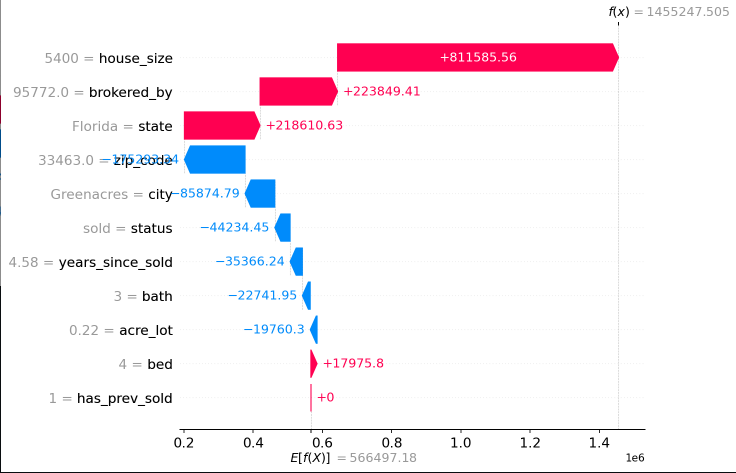 f(x) = 1455247.505
5400 = house_size
+811585.56
95772.0 = brokered_by
+223849.41
Florida = state
+218610.63
33463.0 = zip_code
−175293.34
Greenacres = city
−85874.79
sold = status
−44234.45
4.58 = years_since_sold
−35366.24
3 = bath
−22741.95
0.22 = acre_lot
−19760.3
4 = bed
+17975.8
1 = has_prev_sold
+0
0.2 0.4 0.6 0.8 1.0 1.2 1.4
E[f(X)] = 566497.18
1e6